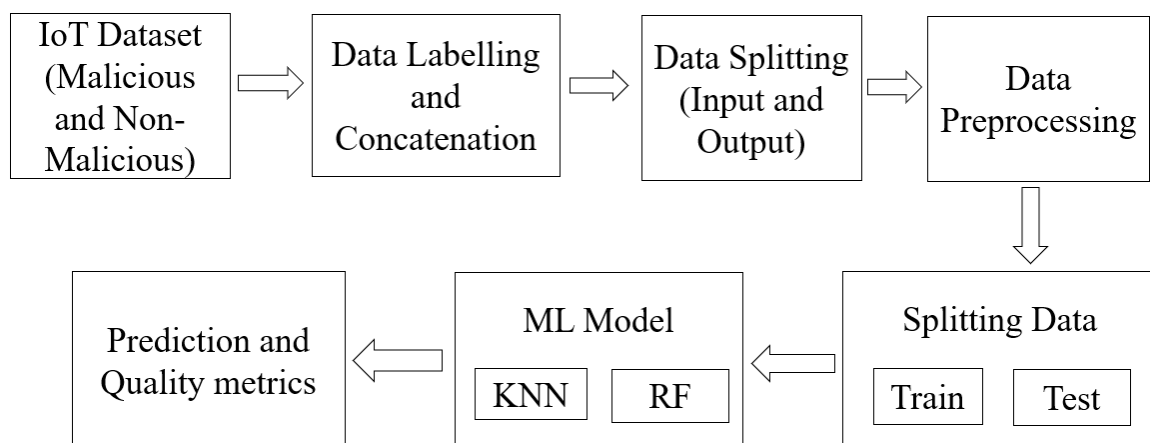 IoT Dataset
(Malicious
and Non-
Malicious)
Data Labelling
and
Concatenation
Data Splitting
(Input and
Output)
Data
Preprocessing
Splitting Data
Train
Test
ML Model
KNN
RF
Prediction and
Quality metrics